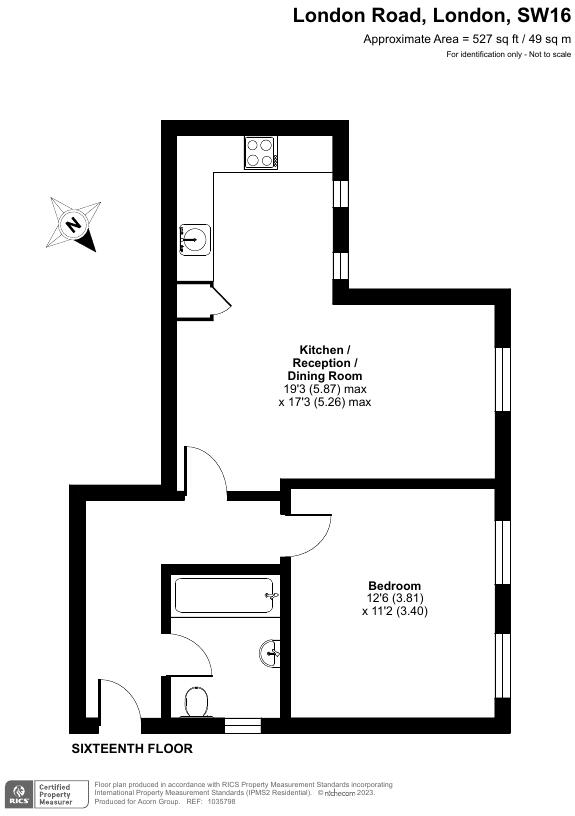 London Road, London, SW16
Approximate Area = 527 sq ft / 49 sq m
For identification only - Not to scale
N
Kitchen /
Reception /
Dining Room
19'3 (5.87) max
x 17'3 (5.26) max
Bedroom
12'6 (3.81)
x 11'2 (3.40)
SIXTEENTH FLOOR
RICS
Certified
Property
Measurer
Floor plan produced in accordance with RICS Property Measurement Standards incorporating
International Property Measurement Standards (IPMS2 Residential). © nichecom 2023.
Produced for Acorn Group. REF: 1035798